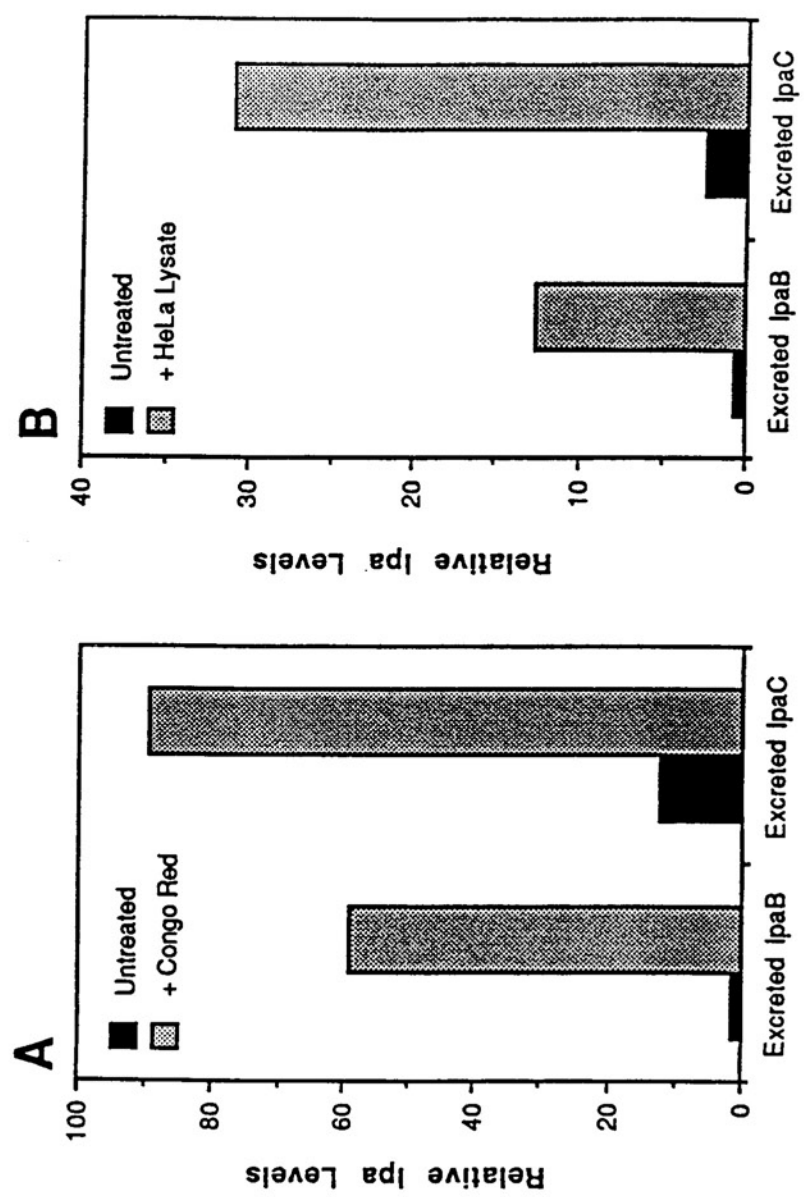 A
Relative Ipa Levels
100
80
60
40
20
0
Untreated
+ Congo Red
Excreted IpaB
Excreted IpaC
B
Relative Ipa Levels
40
30
20
10
0
Untreated
+ HeLa Lysate
Excreted IpaB
Excreted IpaC